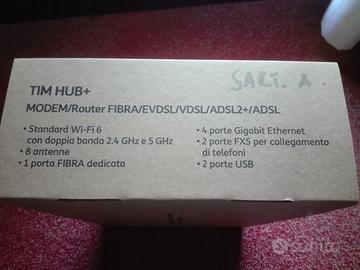 SART. A.
TIM HUB+
MODEM/Router FIBRA/EVDSL/VDSL/ADSL2+/ADSL
• Standard Wi-Fi 6
con doppia banda 2.4 GHz e 5 GHz
• 8 antenne
• 1 porta FIBRA dedicata
• 4 porte Gigabit Ethernet
• 2 porte FXS per collegamento
di telefoni
• 2 porte USB
subito.it